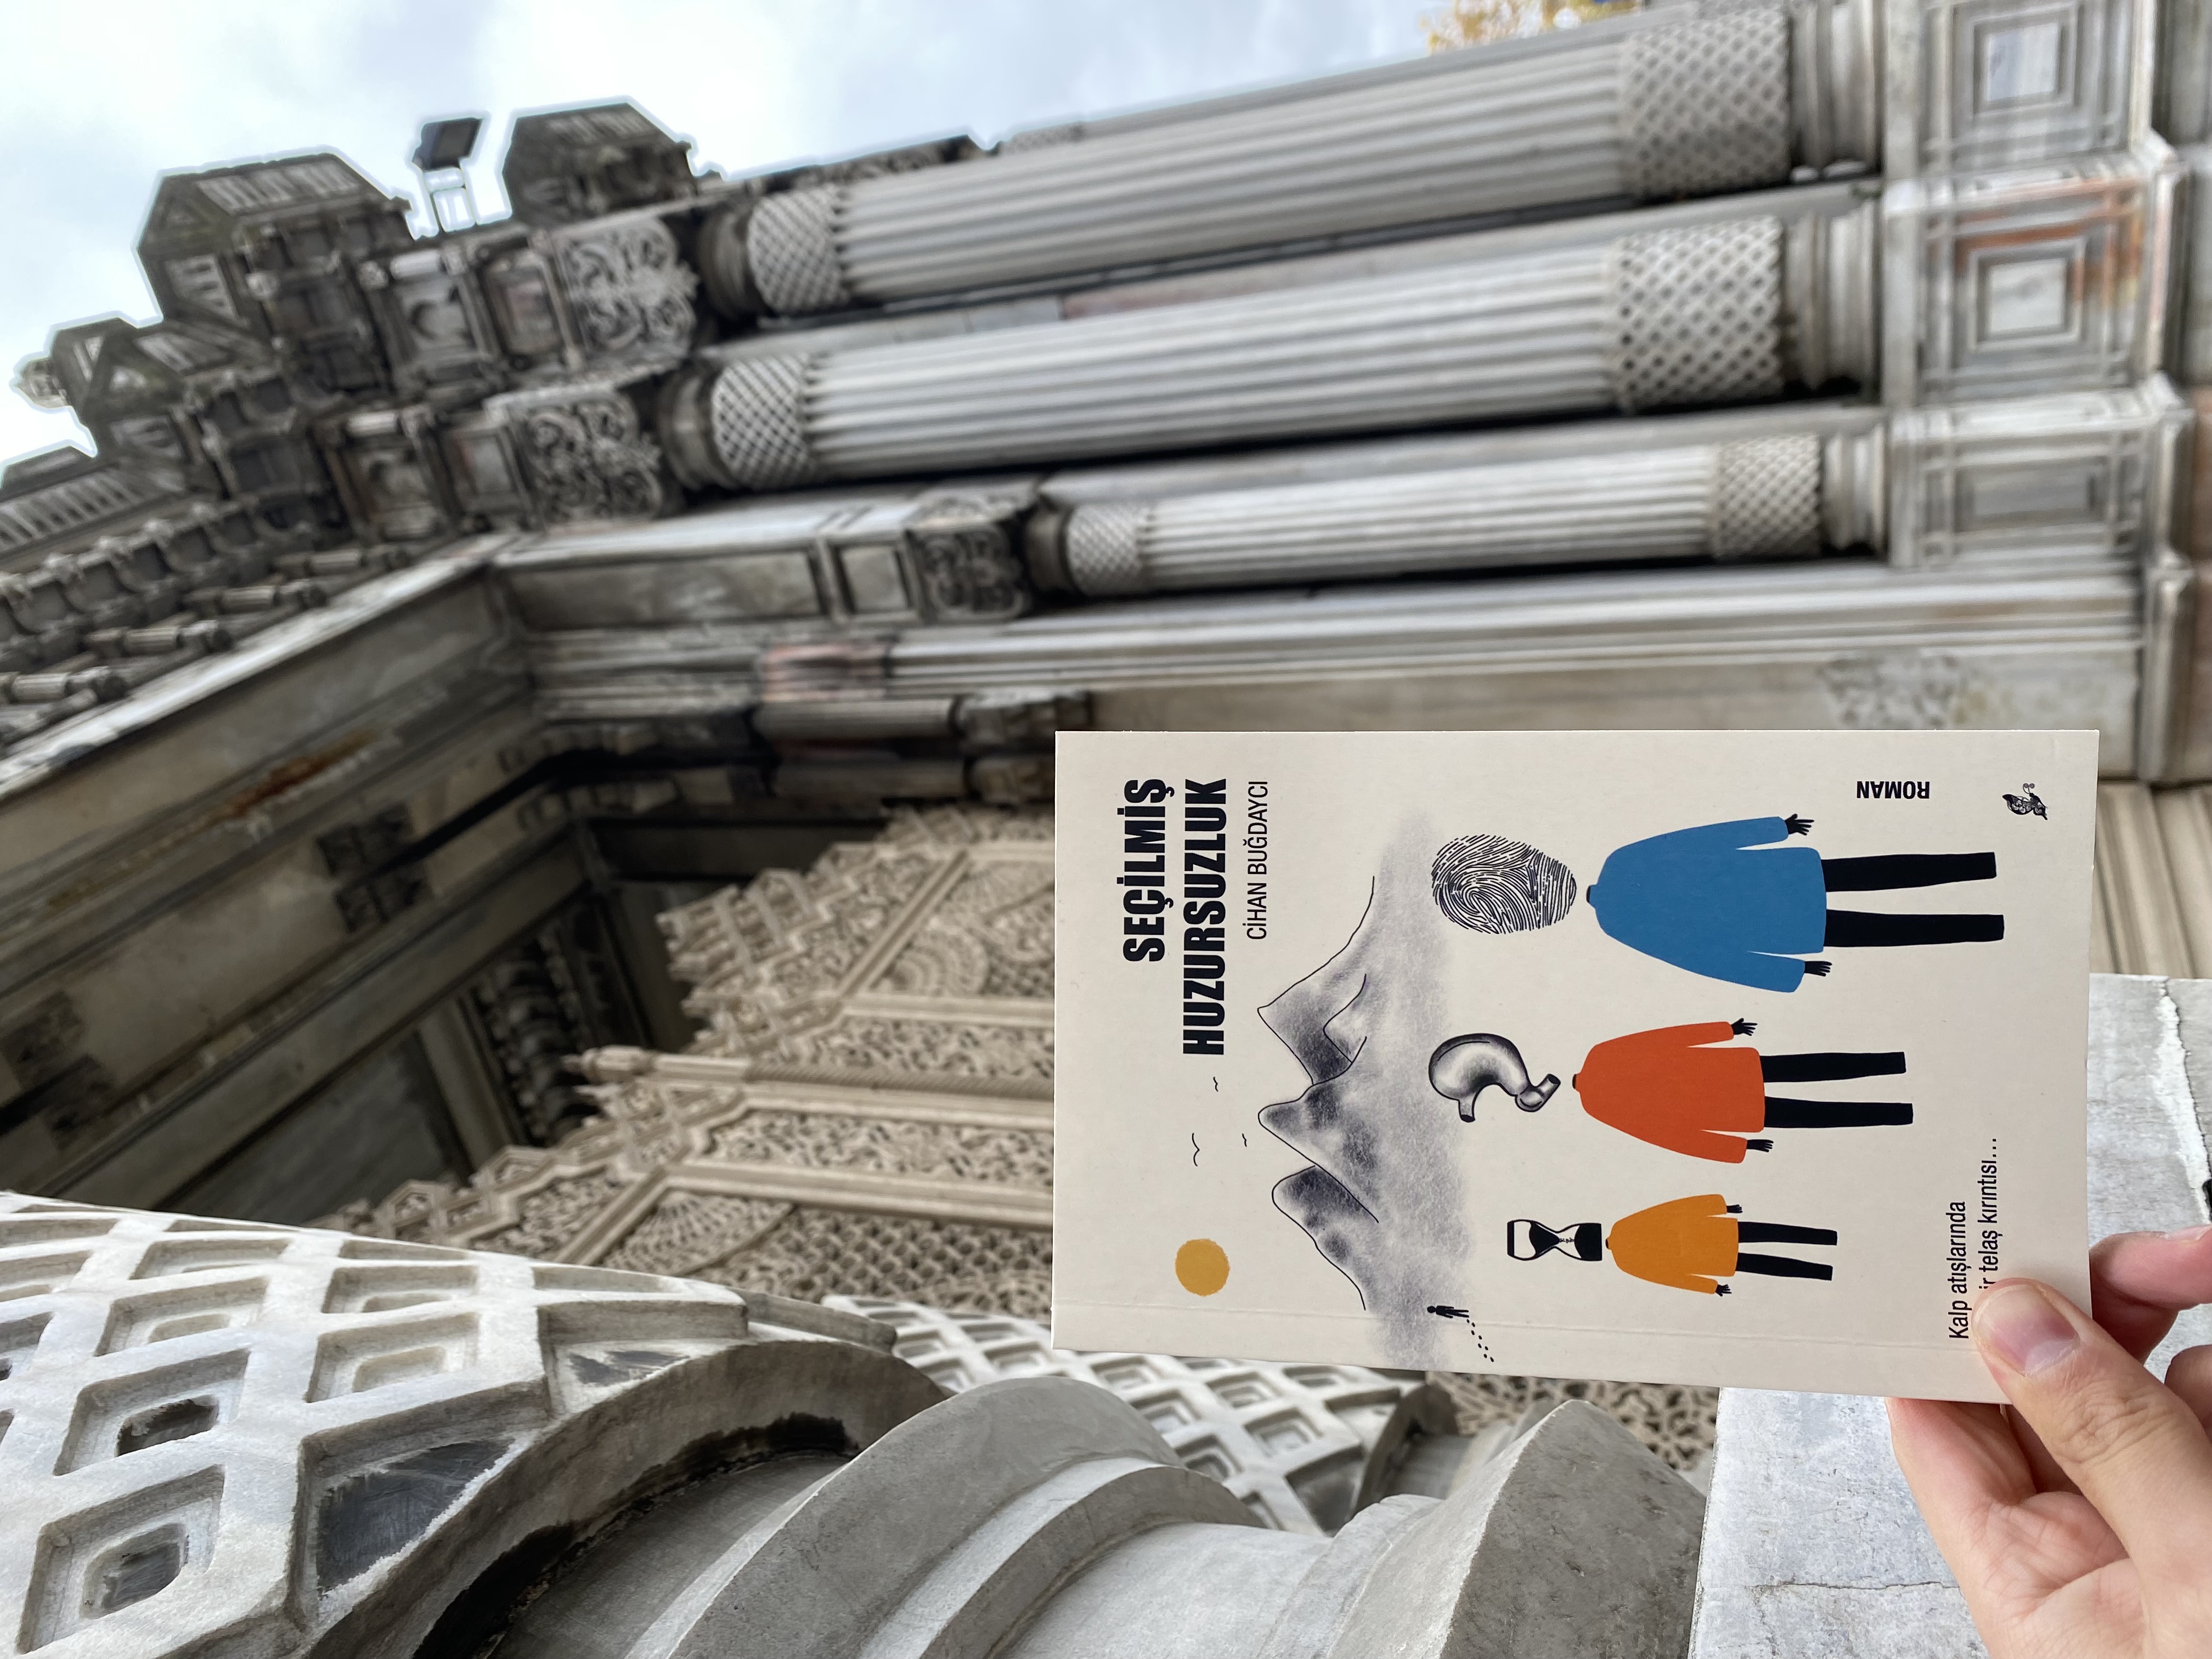 SEÇİLMİŞ
HUZURSUZLUK
CİHAN BUĞDAYCI
ROMAN
Kalp atışlarında
telaş kırıntısı...